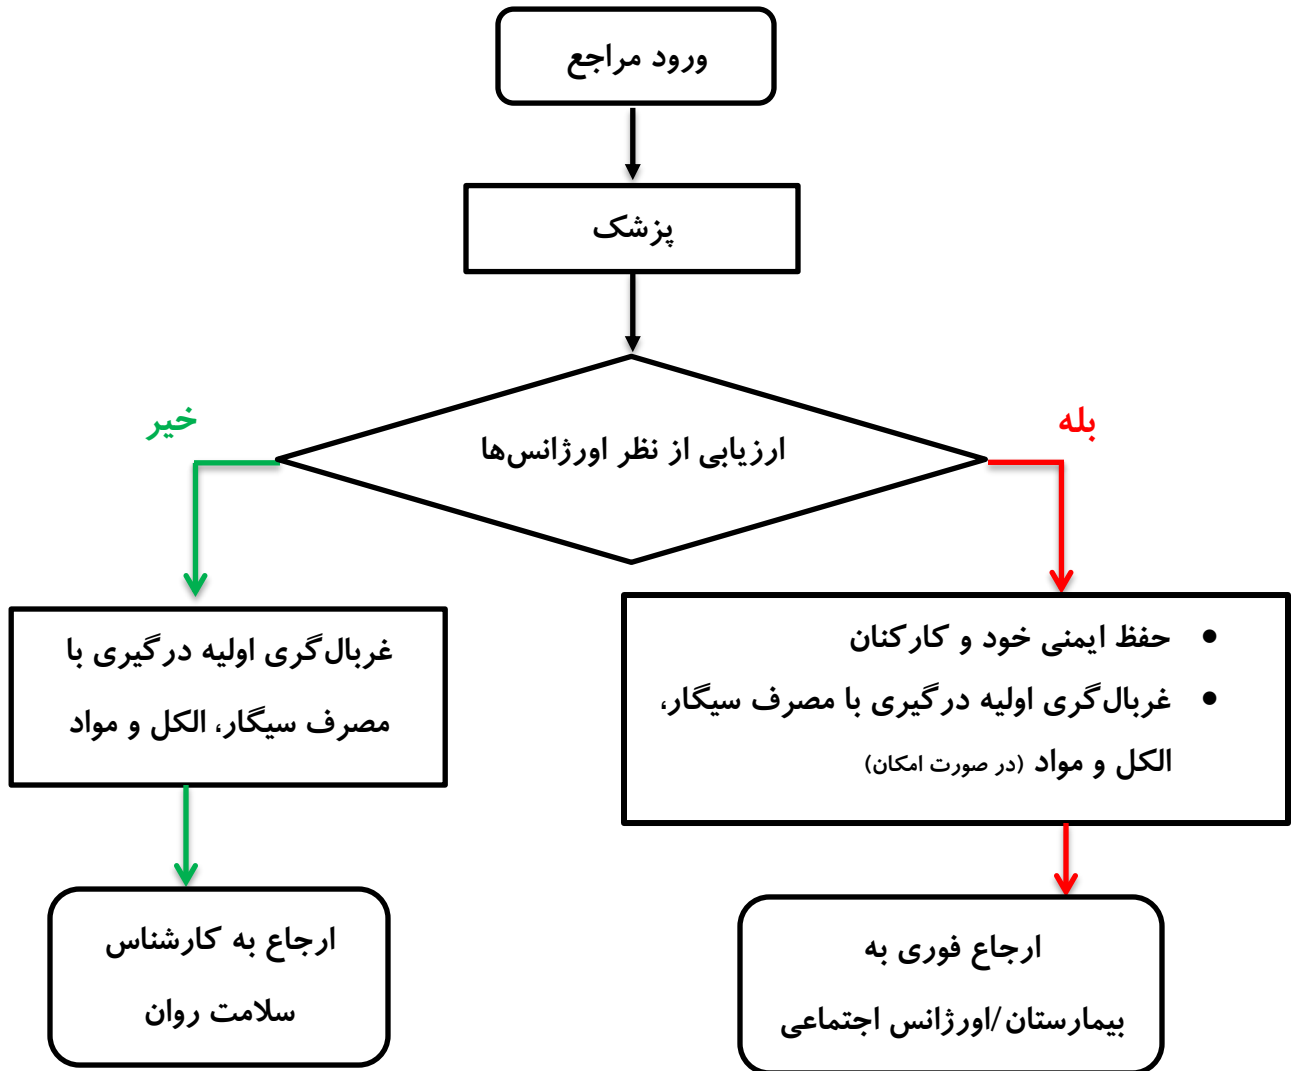 ورود مراجع
پزشک
ارزیابی از نظر اورژانس‌ها
بله
خیر
• حفظ ایمنی خود و کارکنان
• غربال‌گری اولیه درگیری با مصرف سیگار،
الکل و مواد (در صورت امکان)
غربال‌گری اولیه درگیری با
مصرف سیگار، الکل و مواد
ارجاع فوری به
بیمارستان/اورژانس اجتماعی
ارجاع به کارشناس
سلامت روان